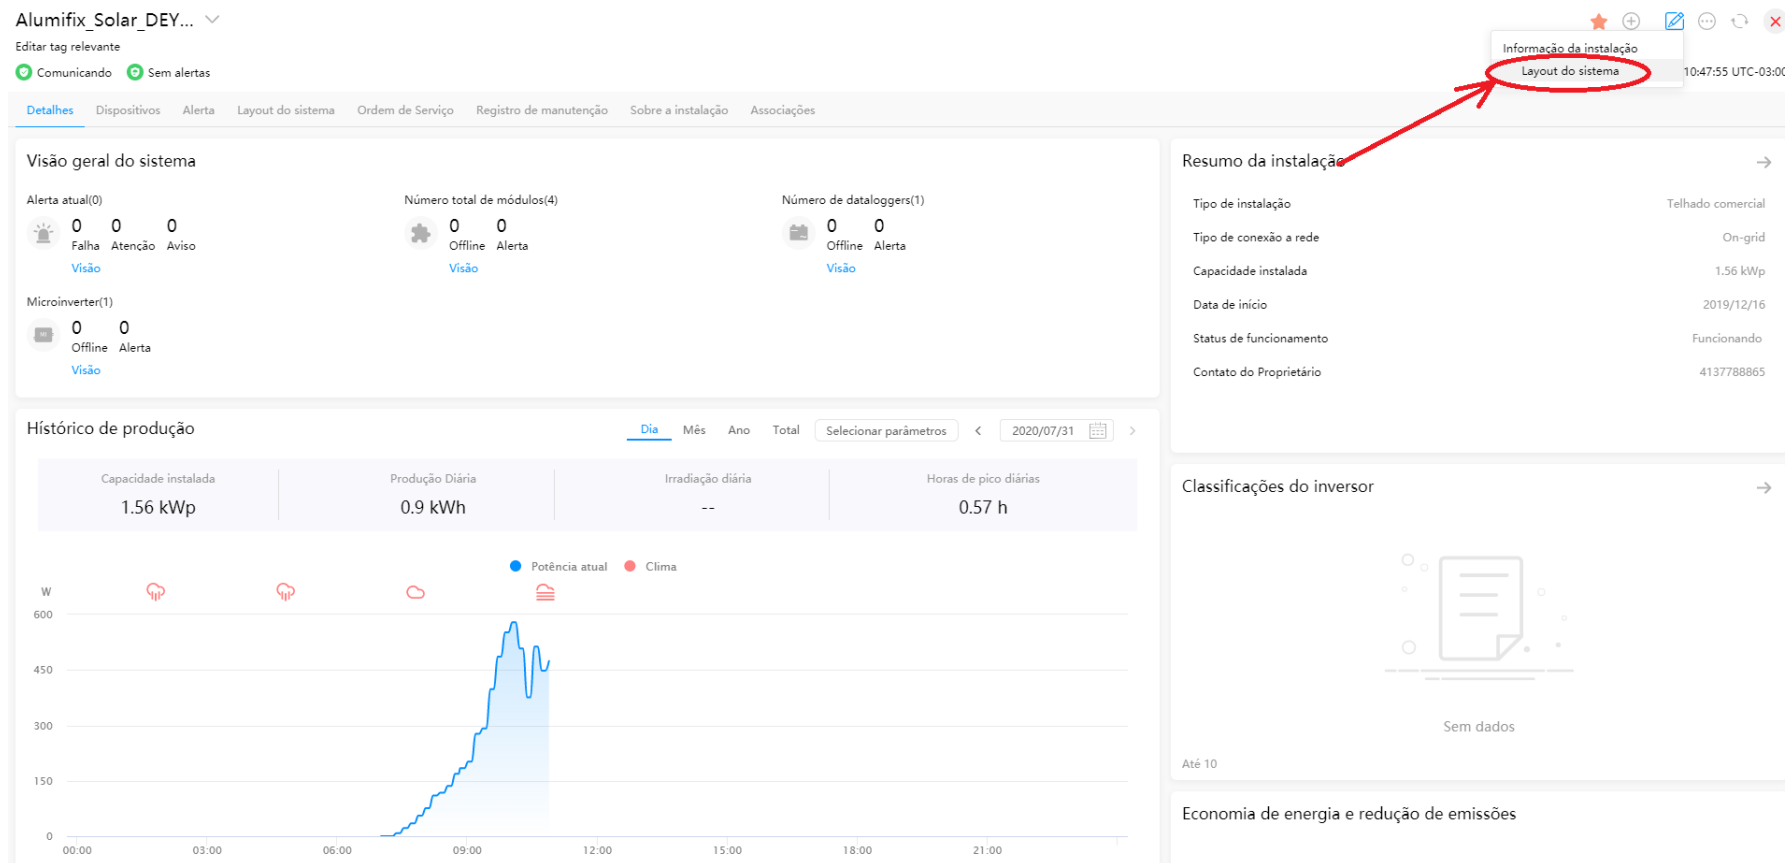 Alumifix_Solar_DEY...
Editar tag relevante
Informação da instalação
Comunicando Sem alertas
Layout do sistema
10:47:55 UTC-03:00
Detalhes Dispositivos Alerta Layout do sistema Ordem de Serviço Registro de manutenção Sobre a instalação Associações
Visão geral do sistema
Alerta atual(0)
0 0 0
Falha Atenção Aviso
Visão
Número total de módulos(4)
0 0
Offline Alerta
Visão
Número de dataloggers(1)
0 0
Offline Alerta
Visão
Microinverter(1)
0 0
Offline Alerta
Visão
Resumo da instalação
Tipo de instalação Telhado comercial
Tipo de conexão a rede On-grid
Capacidade instalada 1.56 kWp
Data de início 2019/12/16
Status de funcionamento Funcionando
Contato do Proprietário 4137788865
Hístórico de produção
Dia Mês Ano Total Selecionar parâmetros 2020/07/31
Capacidade instalada
1.56 kWp
Produção Diária
0.9 kWh
Irradiação diária
--
Horas de pico diárias
0.57 h
Potência atual Clima
W
600
450
300
150
0
00:00 03:00 06:00 09:00 12:00 15:00 18:00 21:00
Classificações do inversor
Sem dados
Até 10
Economia de energia e redução de emissões